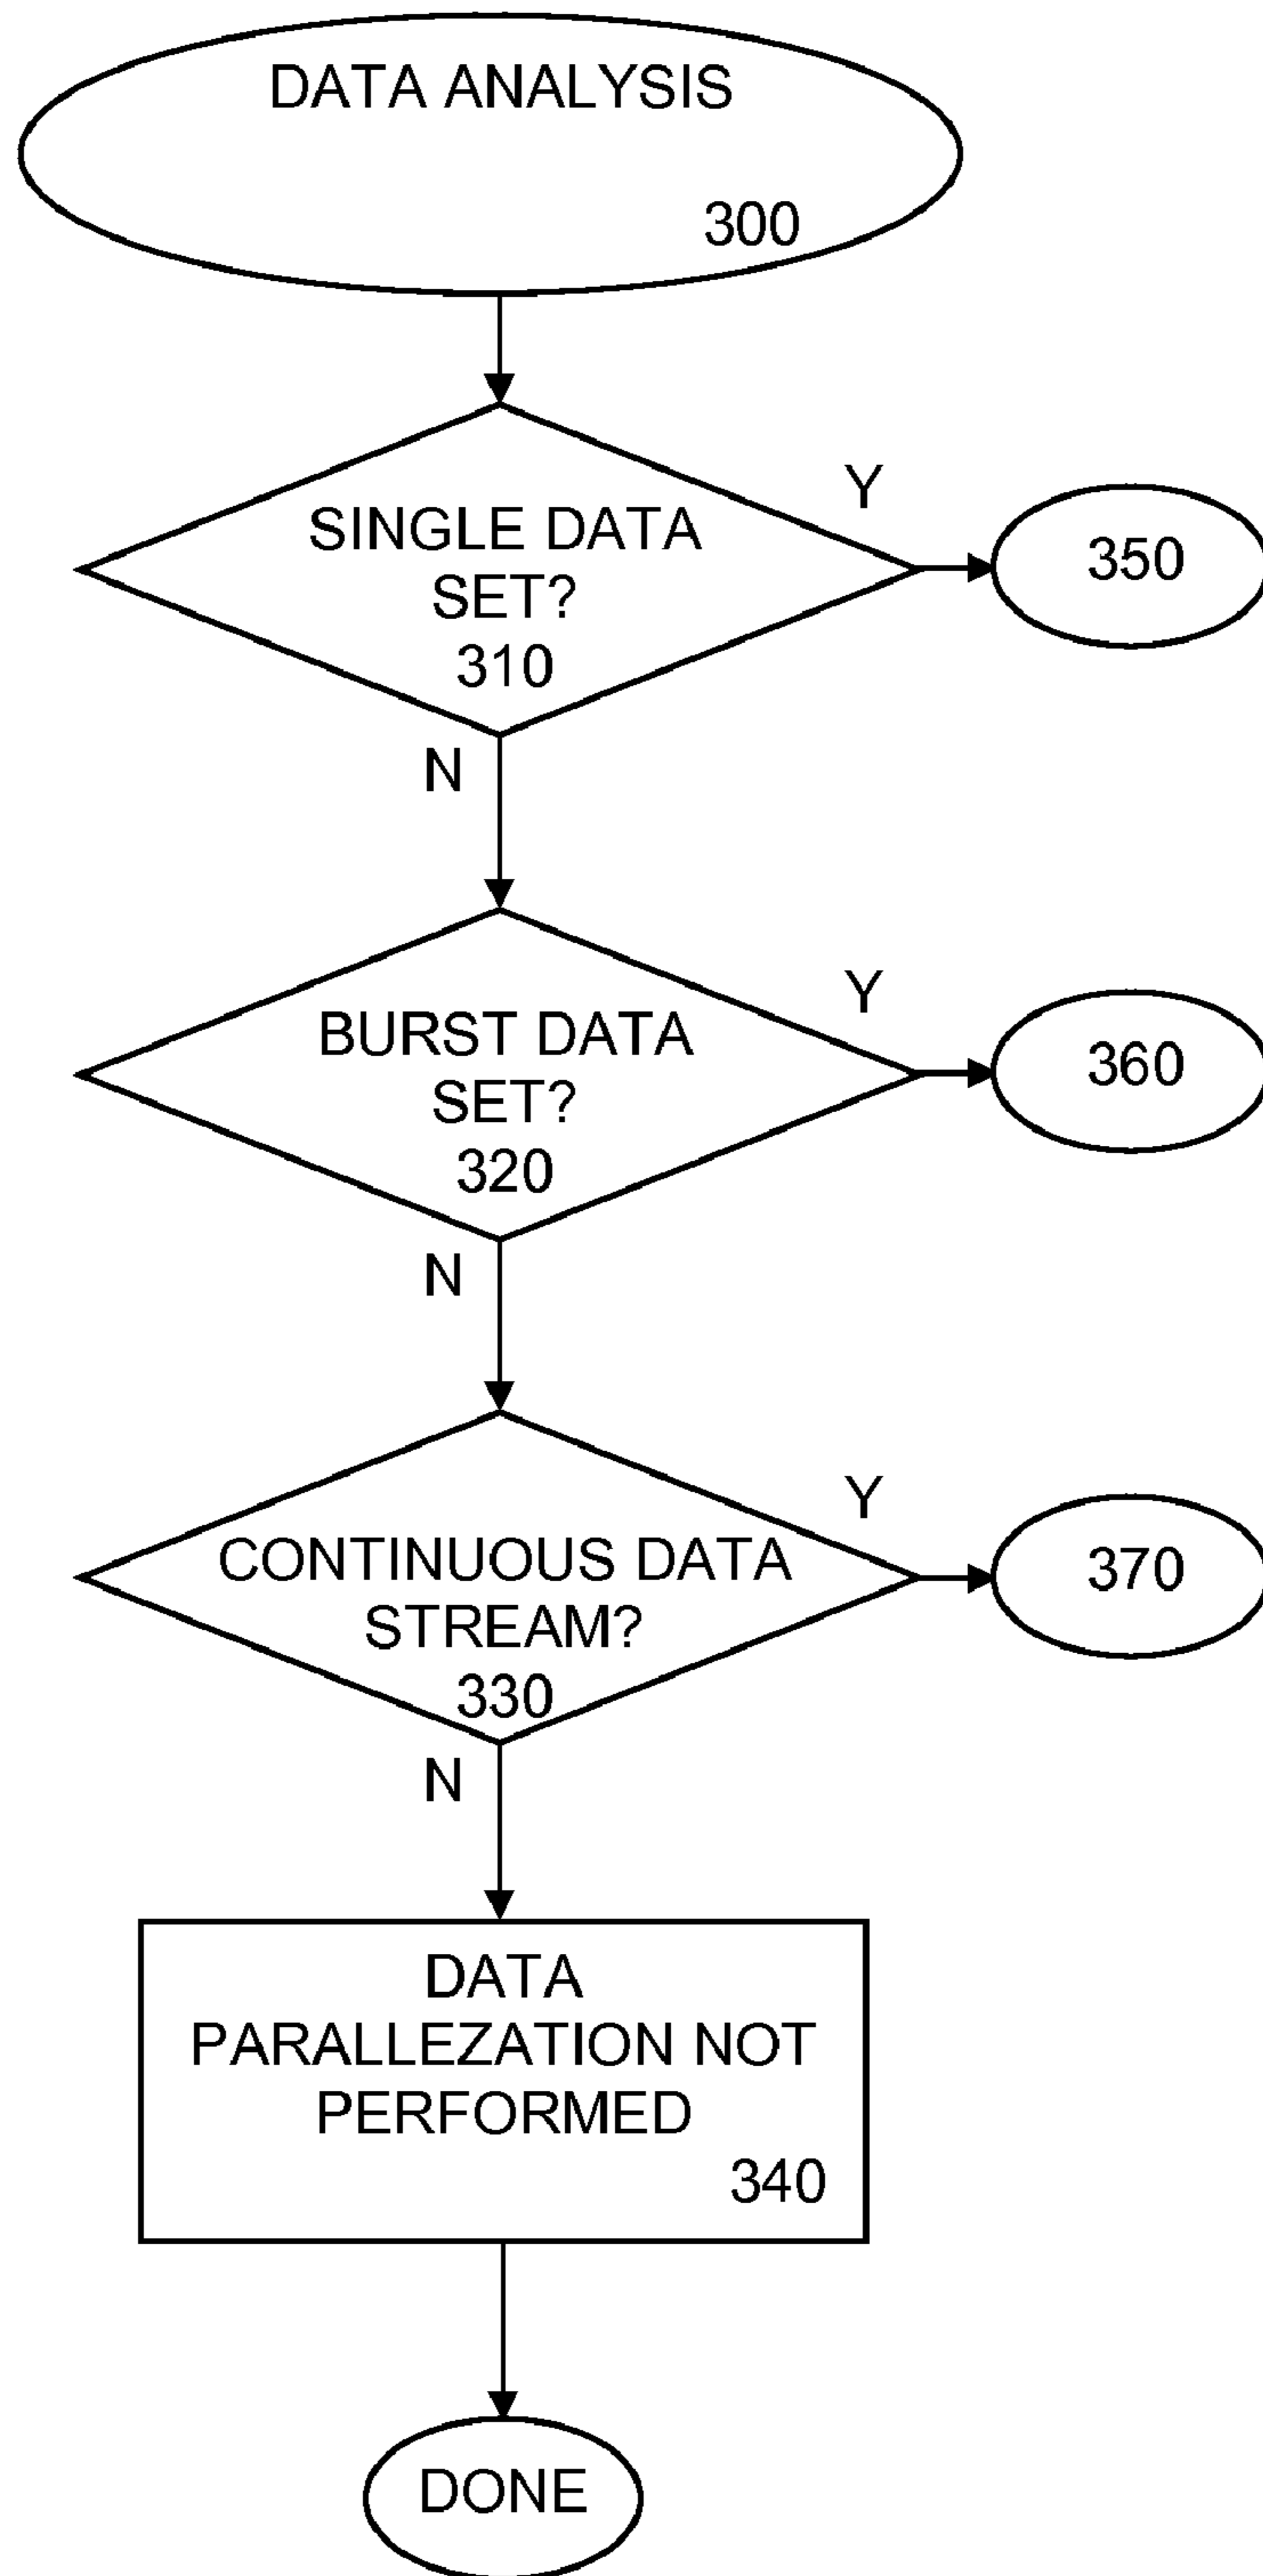 DATA ANALYSIS
300
Y
SINGLE DATA
SET?
310
350
N
Y
BURST DATA
SET?
320
360
N
Y
CONTINUOUS DATA
STREAM?
330
370
N
DATA
PARALLEZATION NOT
PERFORMED
340
DONE